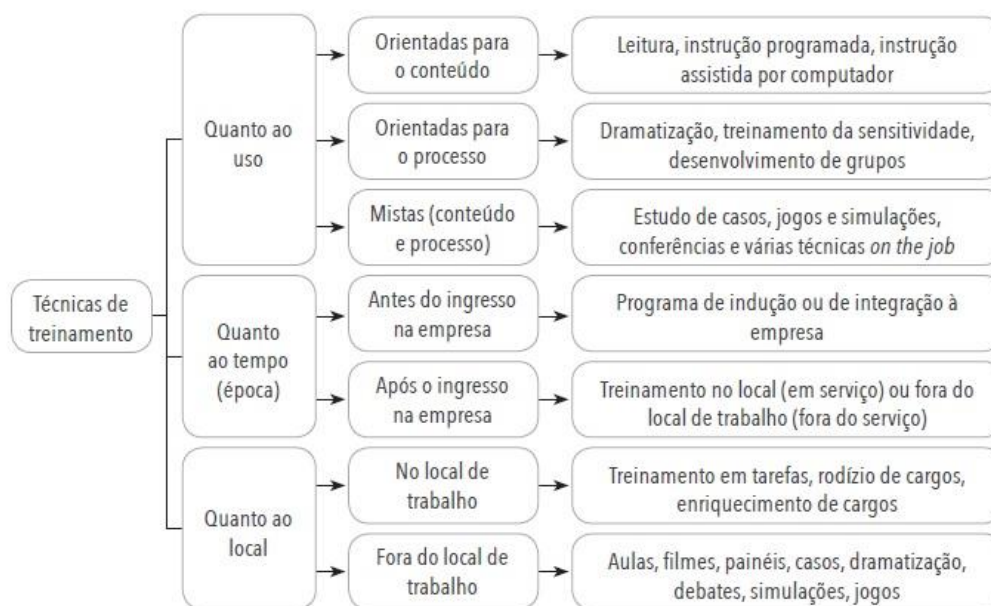 Técnicas de
treinamento
Quanto ao
uso
Orientadas para
o conteúdo
Leitura, instrução programada, instrução
assistida por computador
Orientadas para
o processo
Dramatização, treinamento da sensitividade,
desenvolvimento de grupos
Mistas (conteúdo
e processo)
Estudo de casos, jogos e simulações,
conferências e várias técnicas on the job
Quanto
ao tempo
(época)
Antes do ingresso
na empresa
Programa de indução ou de integração à
empresa
Após o ingresso
na empresa
Treinamento no local (em serviço) ou fora do
local de trabalho (fora do serviço)
Quanto ao
local
No local de
trabalho
Treinamento em tarefas, rodízio de cargos,
enriquecimento de cargos
Fora do local de
trabalho
Aulas, filmes, painéis, casos, dramatização,
debates, simulações, jogos